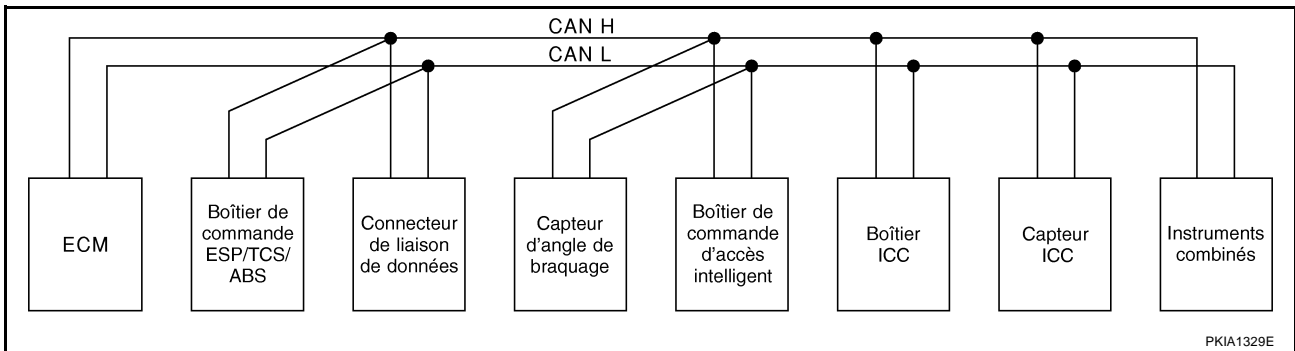 CAN H
CAN L
ECM
Boîtier de
commande
ESP/TCS/
ABS
Connecteur
de liaison
de données
Capteur
d'angle de
braquage
Boîtier de
commande
d'accès
intelligent
Boîtier
ICC
Capteur
ICC
Instruments
combinés
PKIA1329E